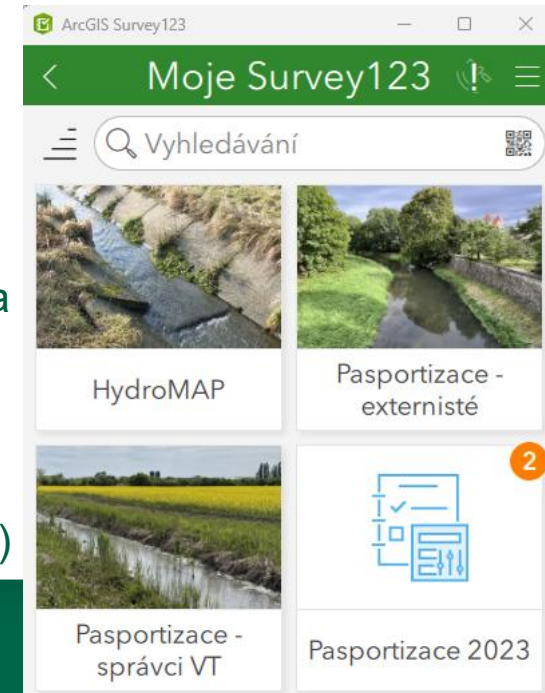 ArcGIS Survey123
Moje Survey123
Vyhledávání
a
HydroMAP
Pasportizace -
externisté
)
2
Pasportizace -
správci VT
Pasportizace 2023